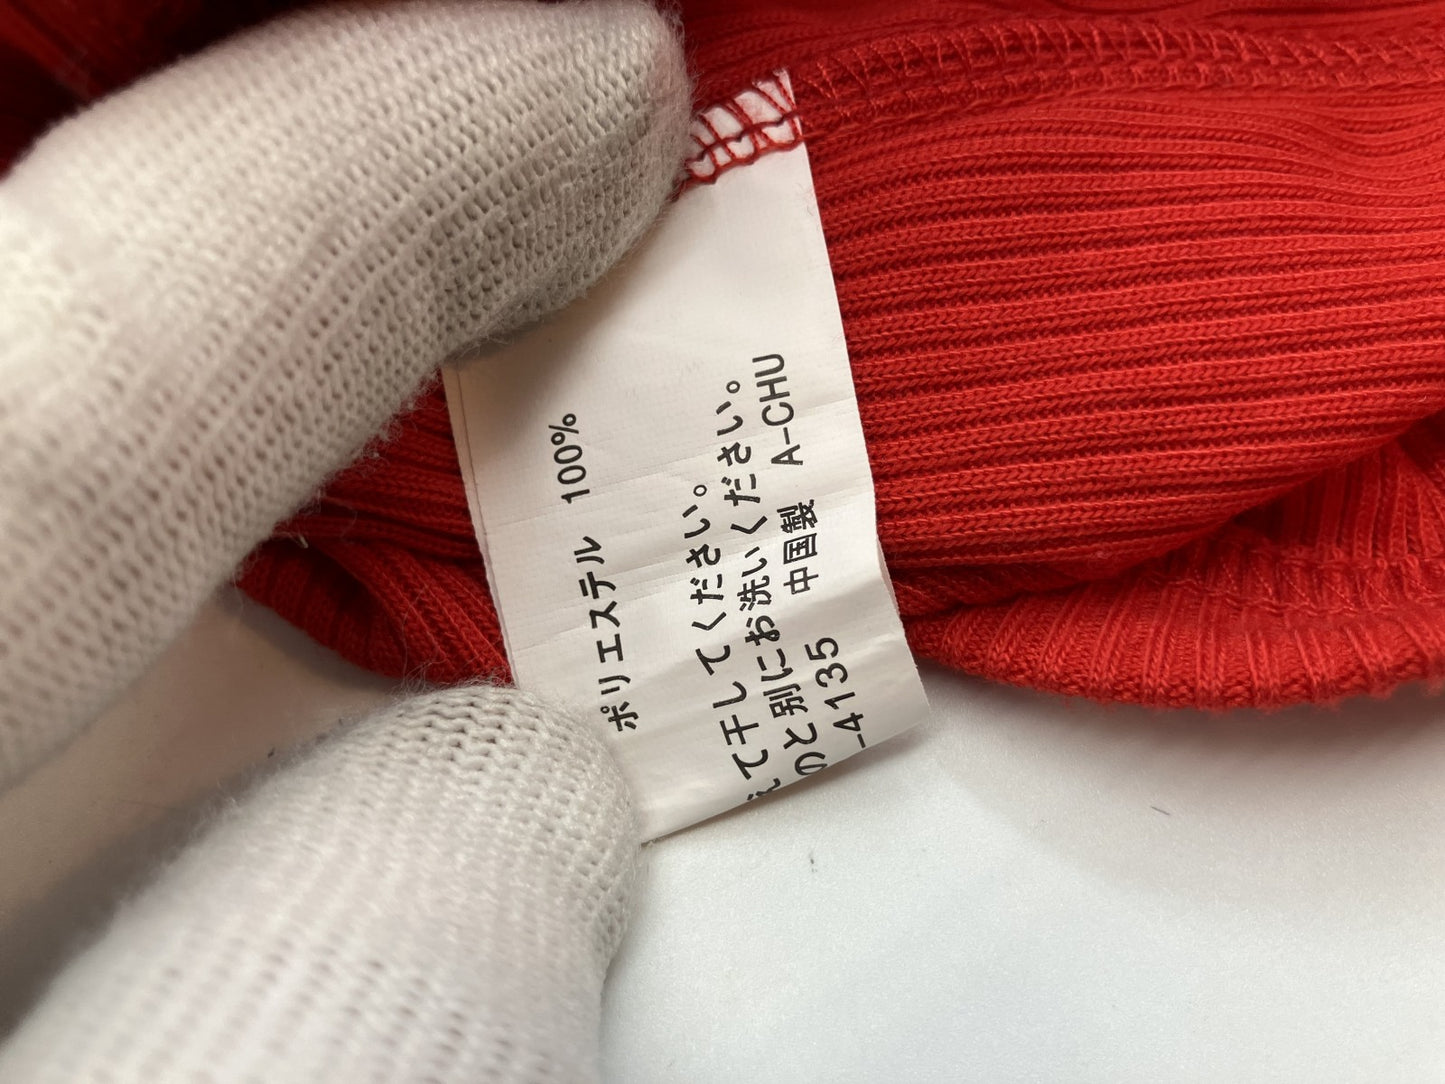 ポリエステル 100%
えて干してください。
のと別にお洗いください。
-4135 中国製 A-CHU